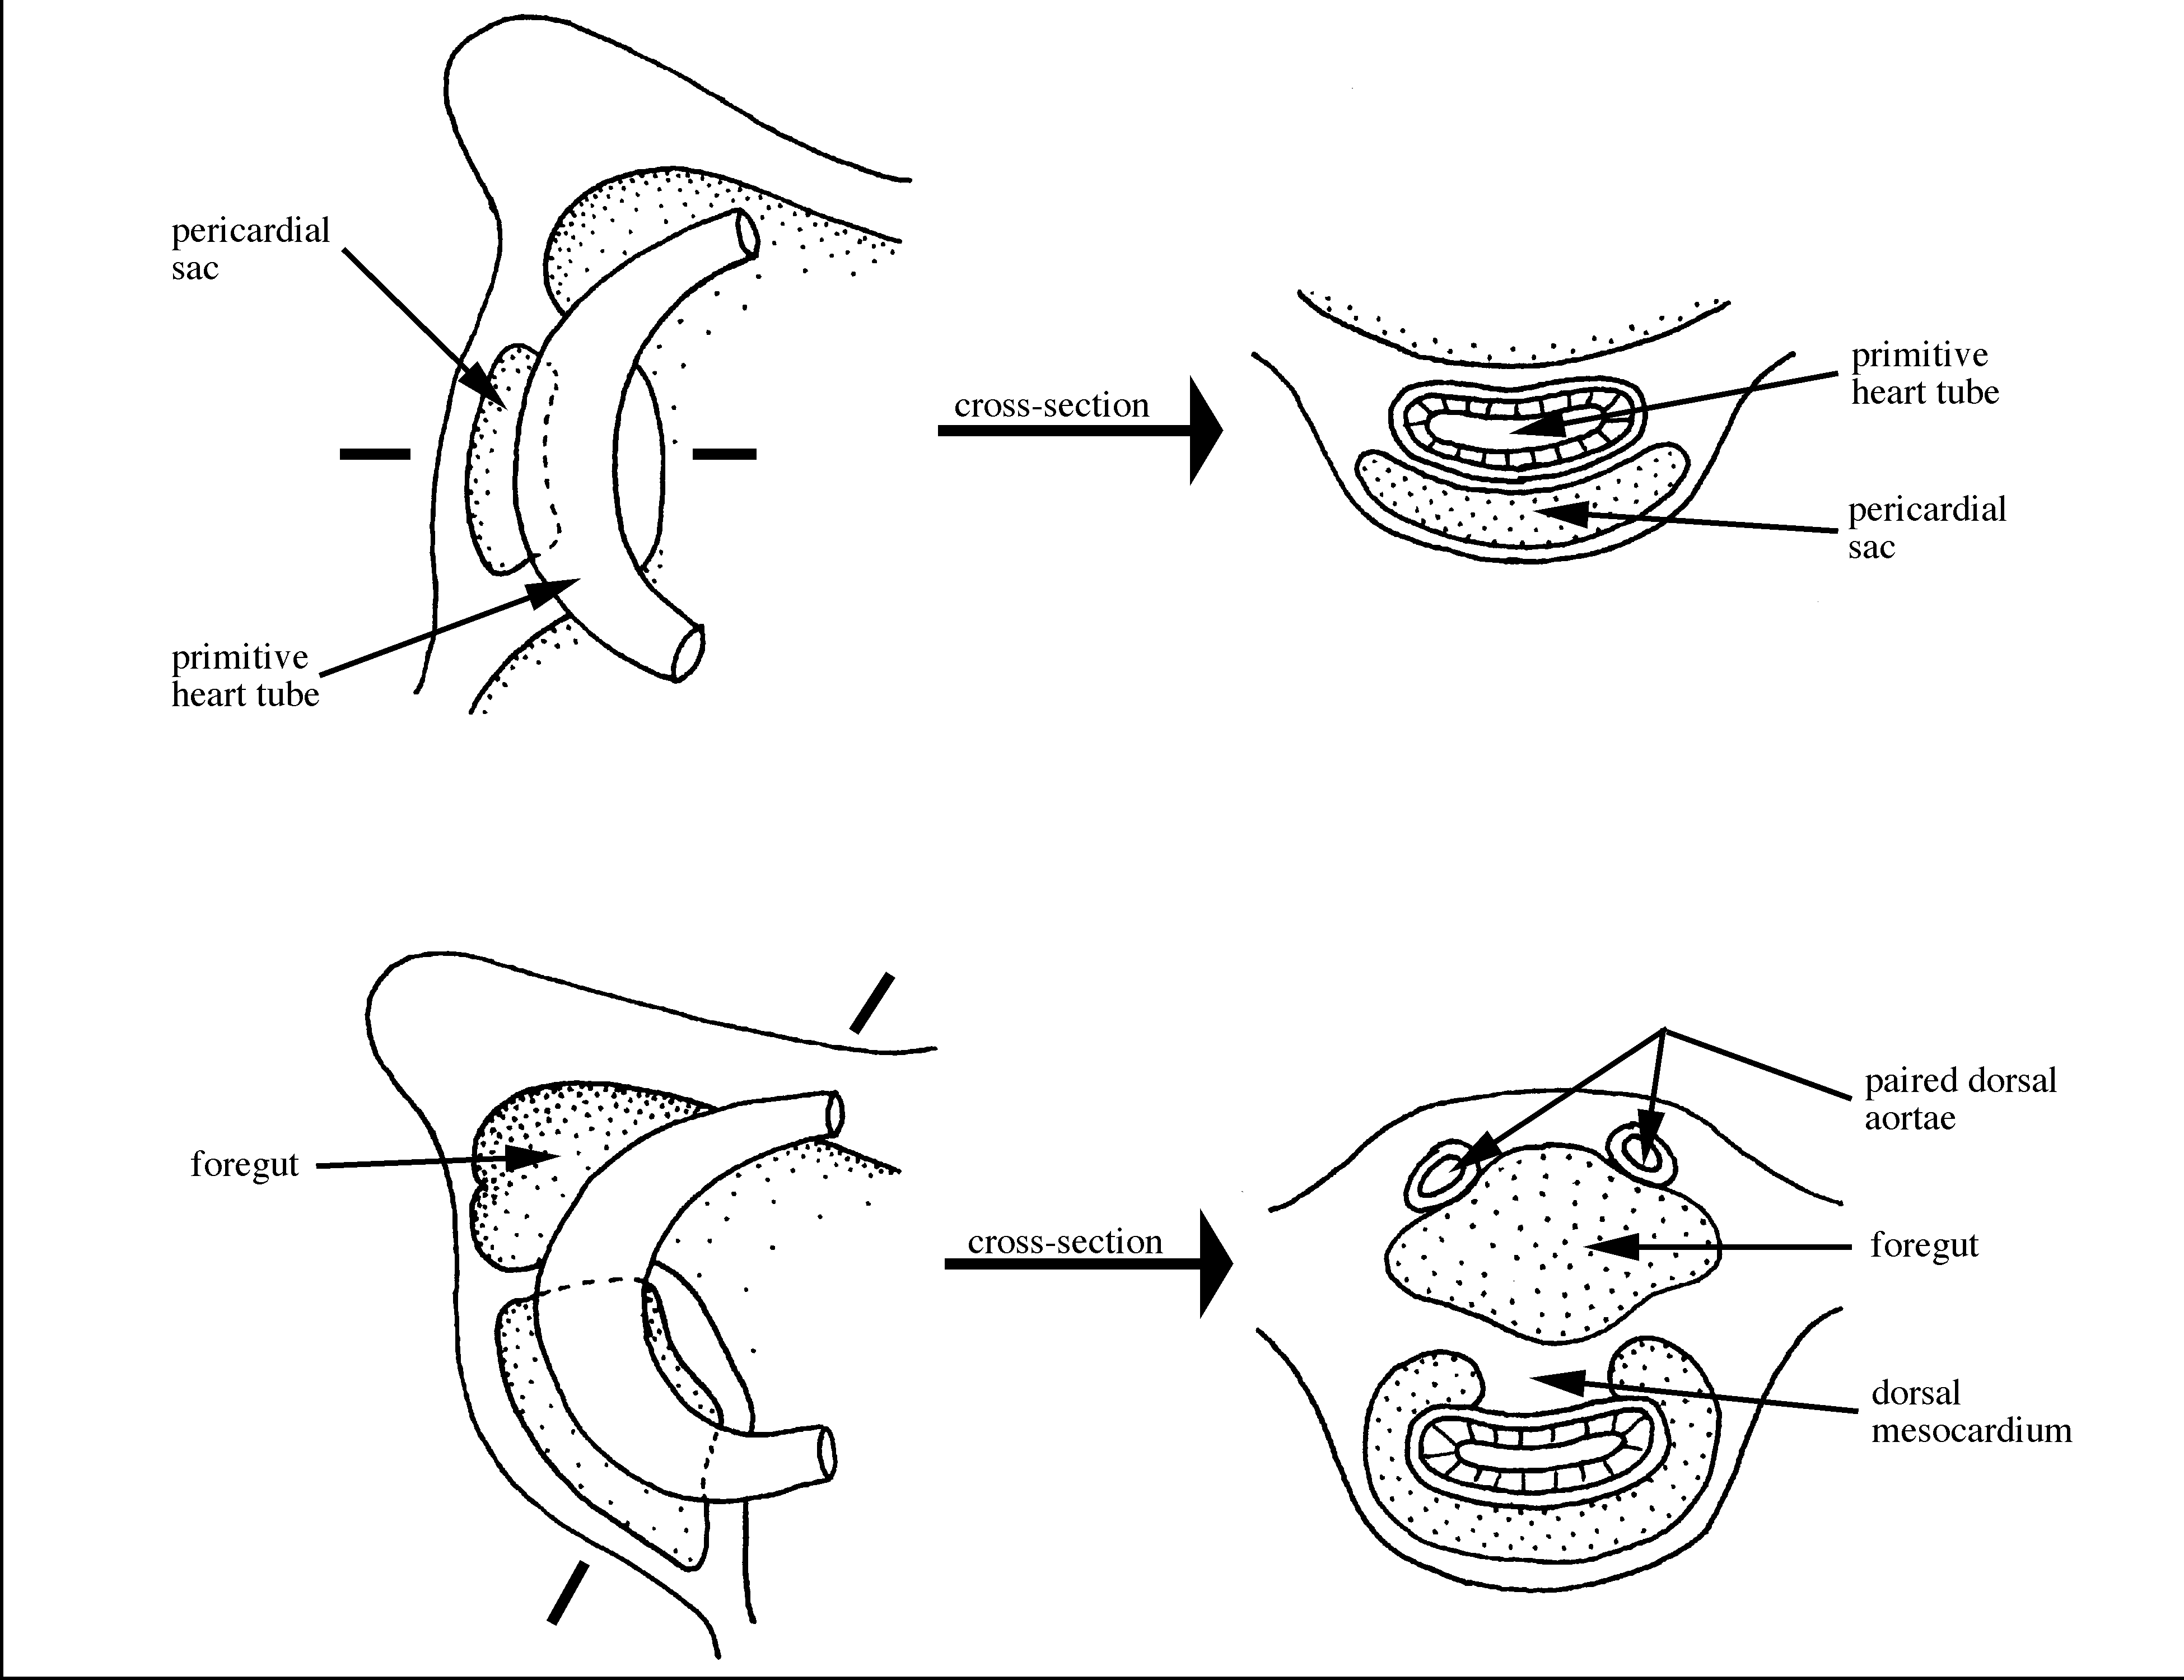 pericardial
sac
primitive
heart tube
cross-section
primitive
heart tube
pericardial
sac
foregut
cross-section
paired dorsal
aortae
foregut
dorsal
mesocardium